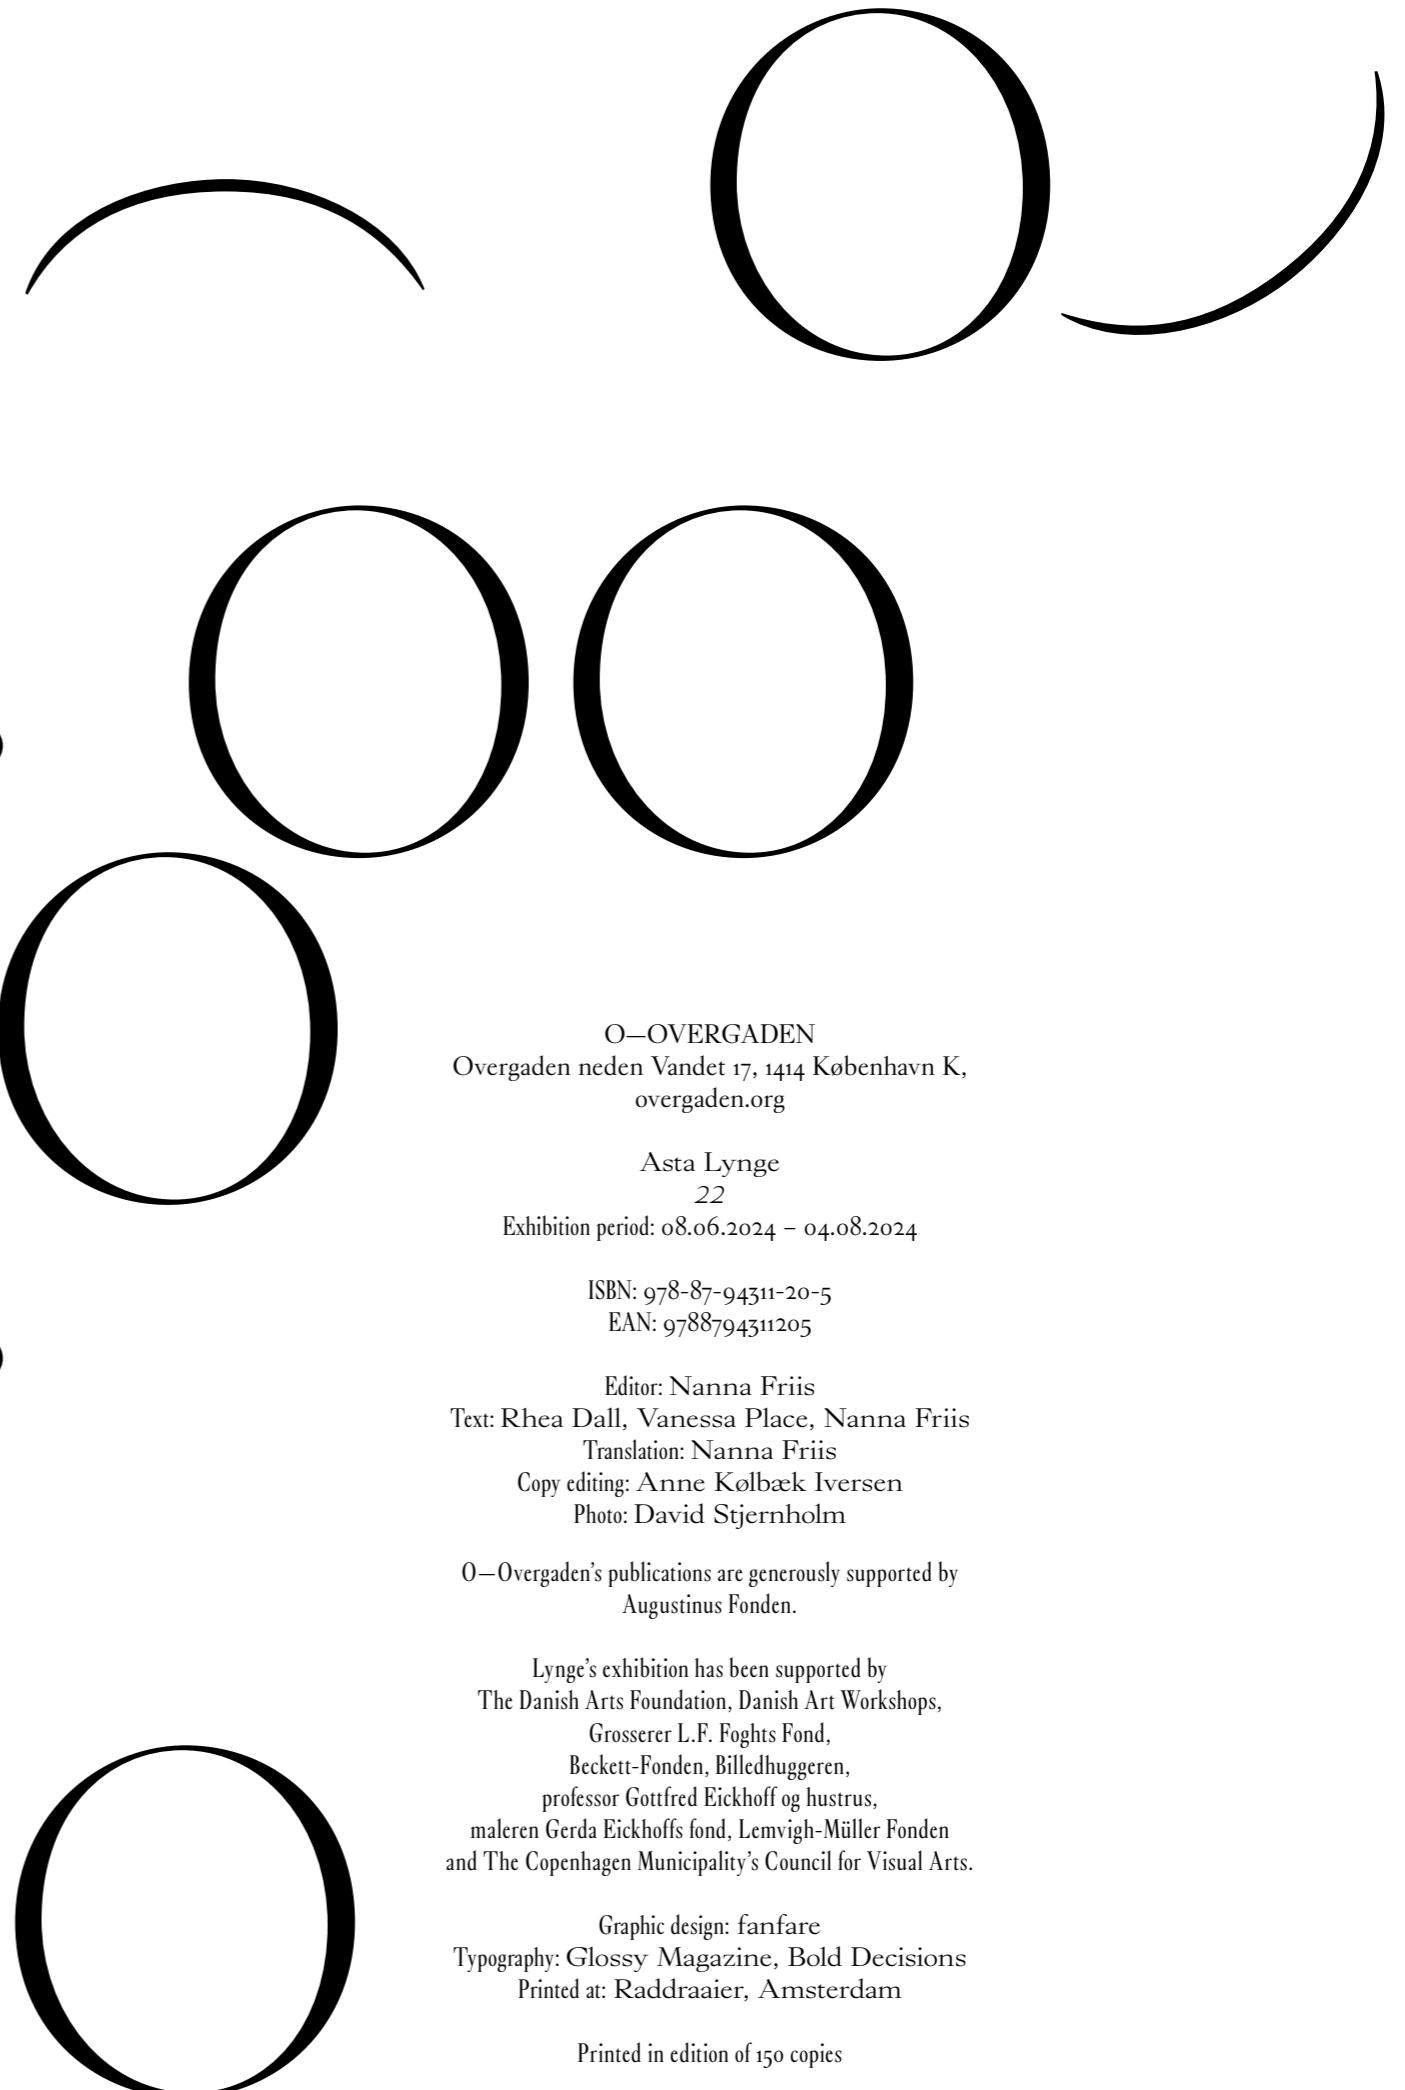 O
O O
O
O—OVERGADEN
Overgaden neden Vandet 17, 1414 København K,
overgaden.org
Asta Lynge
22
Exhibition period: 08.06.2024 – 04.08.2024
ISBN: 978-87-94311-20-5
EAN: 9788794311205
Editor: Nanna Friis
Text: Rhea Dall, Vanessa Place, Nanna Friis
Translation: Nanna Friis
Copy editing: Anne Kølbæk Iversen
Photo: David Stjernholm
O—Overgaden’s publications are generously supported by
Augustinus Fonden.
Lynge’s exhibition has been supported by
The Danish Arts Foundation, Danish Art Workshops,
Grosserer L.F. Foghts Fond,
Beckett-Fonden, Billedhuggeren,
professor Gottfred Eickhoff og hustrus,
maleren Gerda Eickhoffs fond, Lemvigh-Müller Fonden
and The Copenhagen Municipality’s Council for Visual Arts.
O
Graphic design: fanfare
Typography: Glossy Magazine, Bold Decisions
Printed at: Raddraaier, Amsterdam
Printed in edition of 150 copies